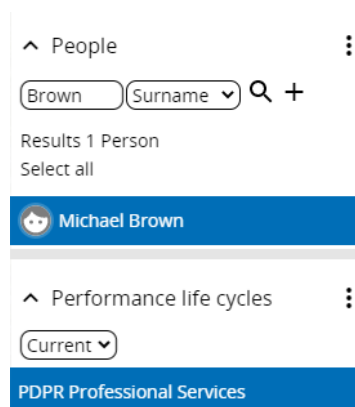 People
Brown Surname
Results 1 Person
Select all
Michael Brown
Performance life cycles
Current
PDPR Professional Services